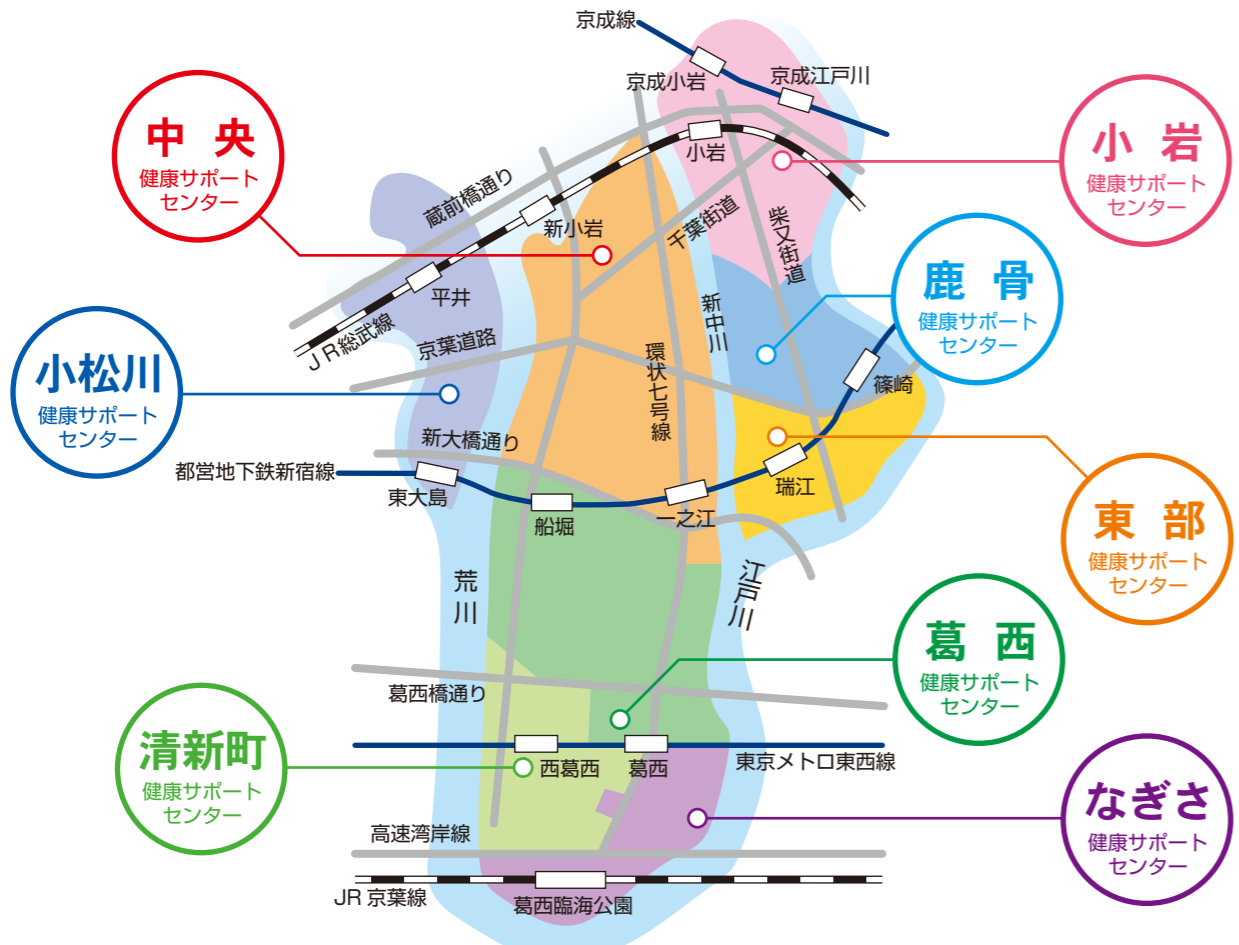 京成線
京成小岩
京成江戸川
中 央
健康サポート
センター
小 岩
健康サポート
センター
小岩
蔵前橋通り
新小岩
千葉街道
柴又街道
平井
JR総武線
鹿 骨
健康サポート
センター
新中川
京葉道路
環状七号線
篠崎
小松川
健康サポート
センター
新大橋通り
都営地下鉄新宿線
東大島
船堀
一之江
瑞江
東 部
健康サポート
センター
荒川
江戸川
葛 西
健康サポート
センター
葛西橋通り
清新町
健康サポート
センター
西葛西
葛西
東京メトロ東西線
なぎさ
健康サポート
センター
高速湾岸線
JR 京葉線
葛西臨海公園